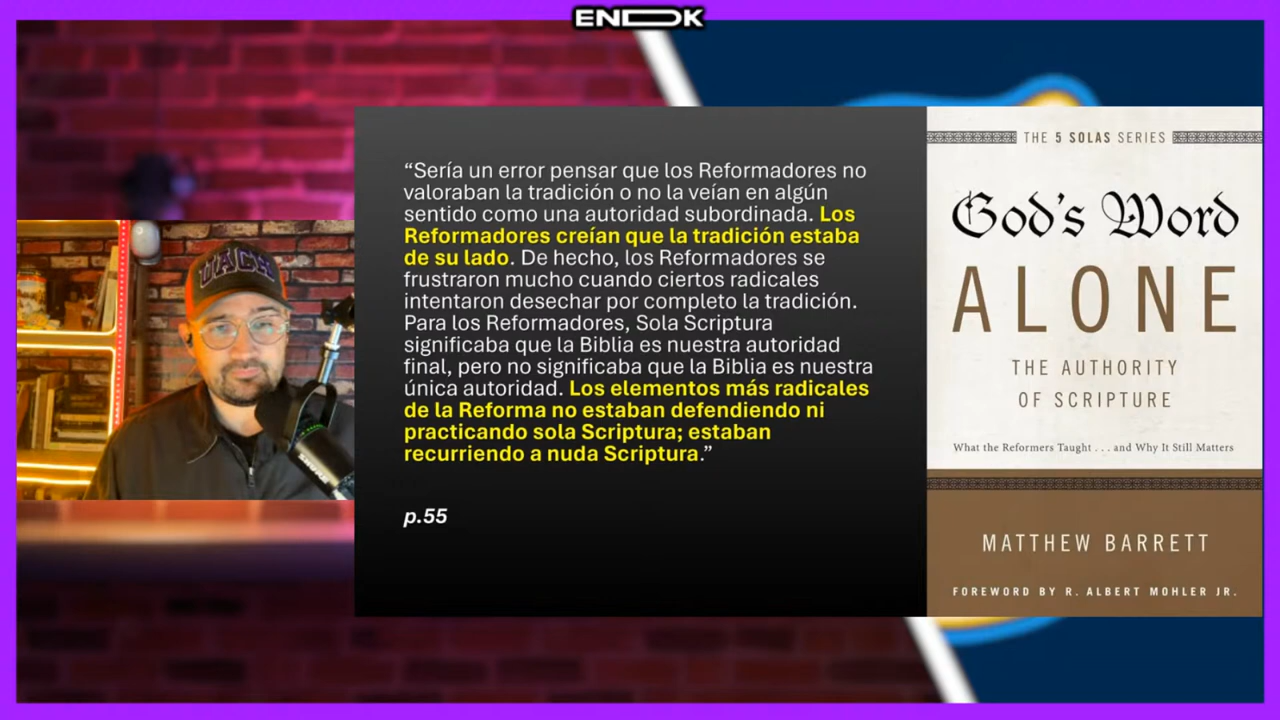 ENDOK
UACH
"Sería un error pensar que los Reformadores no
valoraban la tradición o no la veían en algún
sentido como una autoridad subordinada. Los
Reformadores creían que la tradición estaba
de su lado. De hecho, los Reformadores se
frustraron mucho cuando ciertos radicales
intentaron desechar por completo la tradición.
Para los Reformadores, Sola Scriptura
significaba que la Biblia es nuestra autoridad
final, pero no significaba que la Biblia es nuestra
única autoridad. Los elementos más radicales
de la Reforma no estaban defendiendo ni
practicando sola Scriptura; estaban
recurriendo a nuda Scriptura."
p.55
THE 5 SOLAS SERIES
God's Word
ALONE
THE AUTHORITY
OF SCRIPTURE
What the Reformers Taught . . . and Why It Still Matters
MATTHEW BARRETT
FOREWORD BY R. ALBERT MOHLER JR.